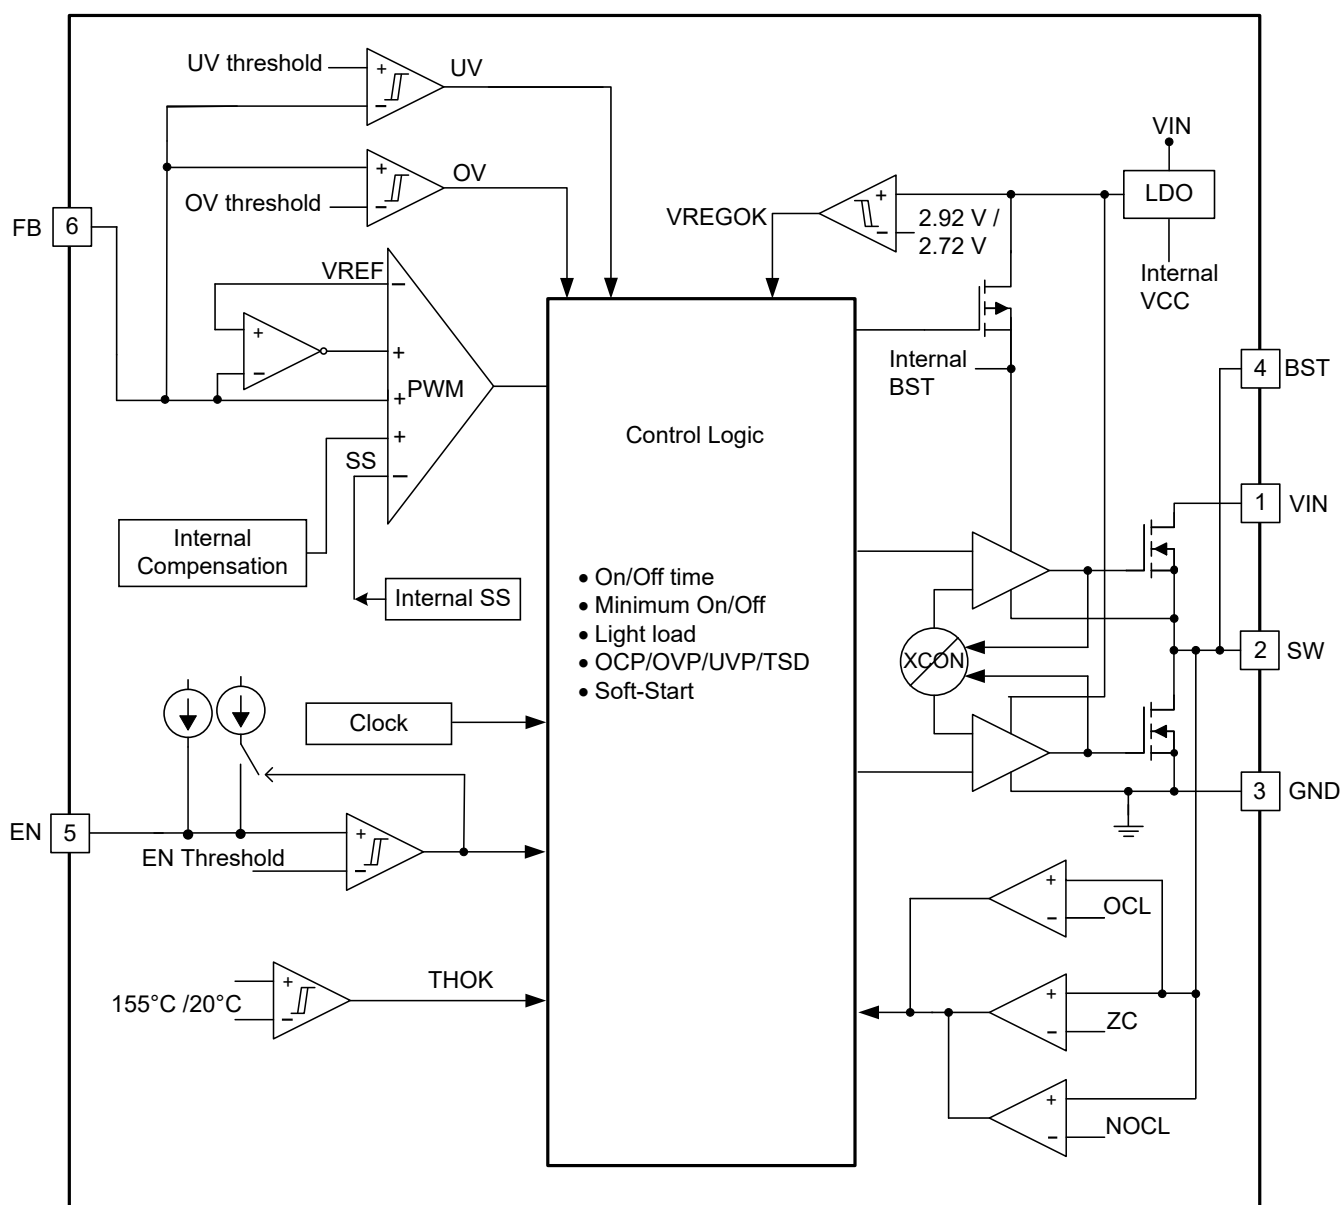 UV threshold
+
−
UV
+
−
OV
OV threshold
FB
6
VREF
−
+
−
+
+
PWM
+
SS
−
Internal
Compensation
Internal SS
VIN
LDO
+
−
VREGOK
2.92 V /
2.72 V
Internal
VCC
Internal
BST
4
BST
Control Logic
1
VIN
• On/Off time
• Minimum On/Off
• Light load
• OCP/OVP/UVP/TSD
• Soft-Start
XCON
2
SW
Clock
3
GND
EN
5
+
−
EN Threshold
+
−
OCL
155°C /20°C
+
−
THOK
+
−
ZC
+
−
NOCL